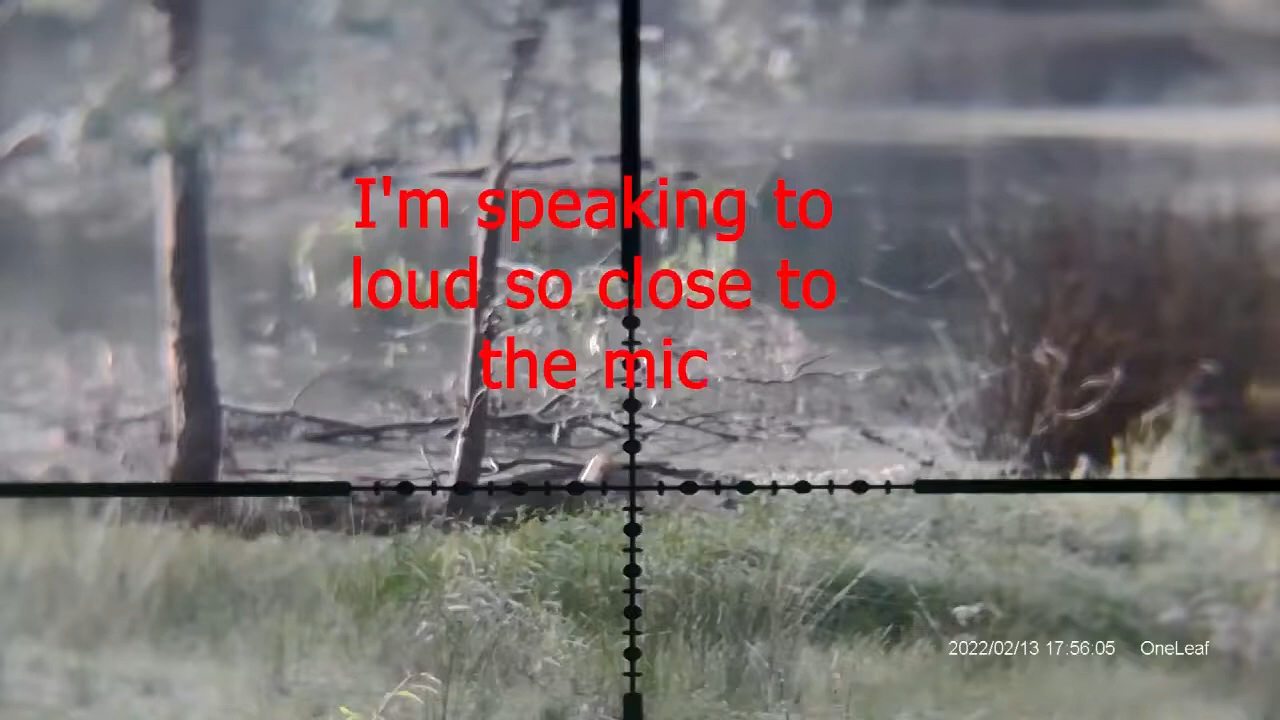 I'm speaking to
loud so close to
the mic
2022/02/13 17:56:05 OneLeaf